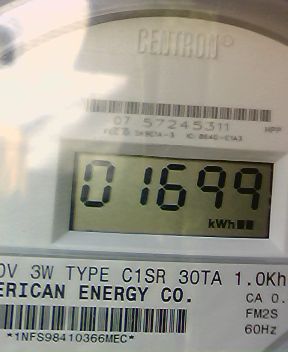 CENTRON®
07 57245311
HPP
01699
kWh
0V 3W TYPE C1SR 30TA 1.0Kh
ERICAN ENERGY CO.
CA 0.
FM2S
60Hz
*1NFS98410366MEC*